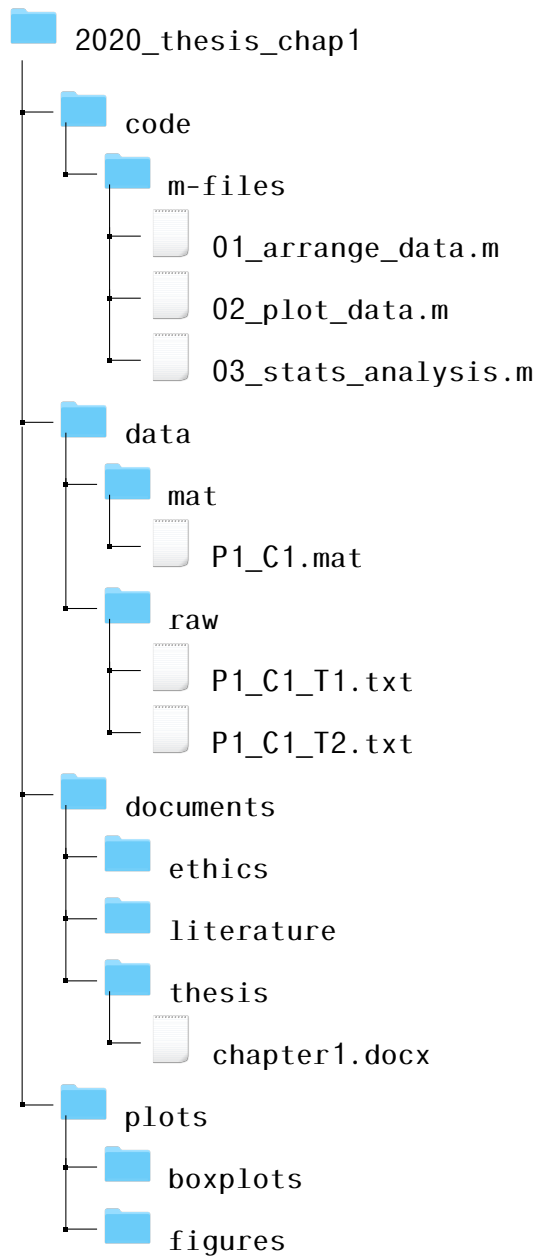 2020_thesis_chap1
code
m-files
01_arrange_data.m
02_plot_data.m
03_stats_analysis.m
data
mat
P1_C1.mat
raw
P1_C1_T1.txt
P1_C1_T2.txt
documents
ethics
literature
thesis
chapter1.docx
plots
boxplots
figures